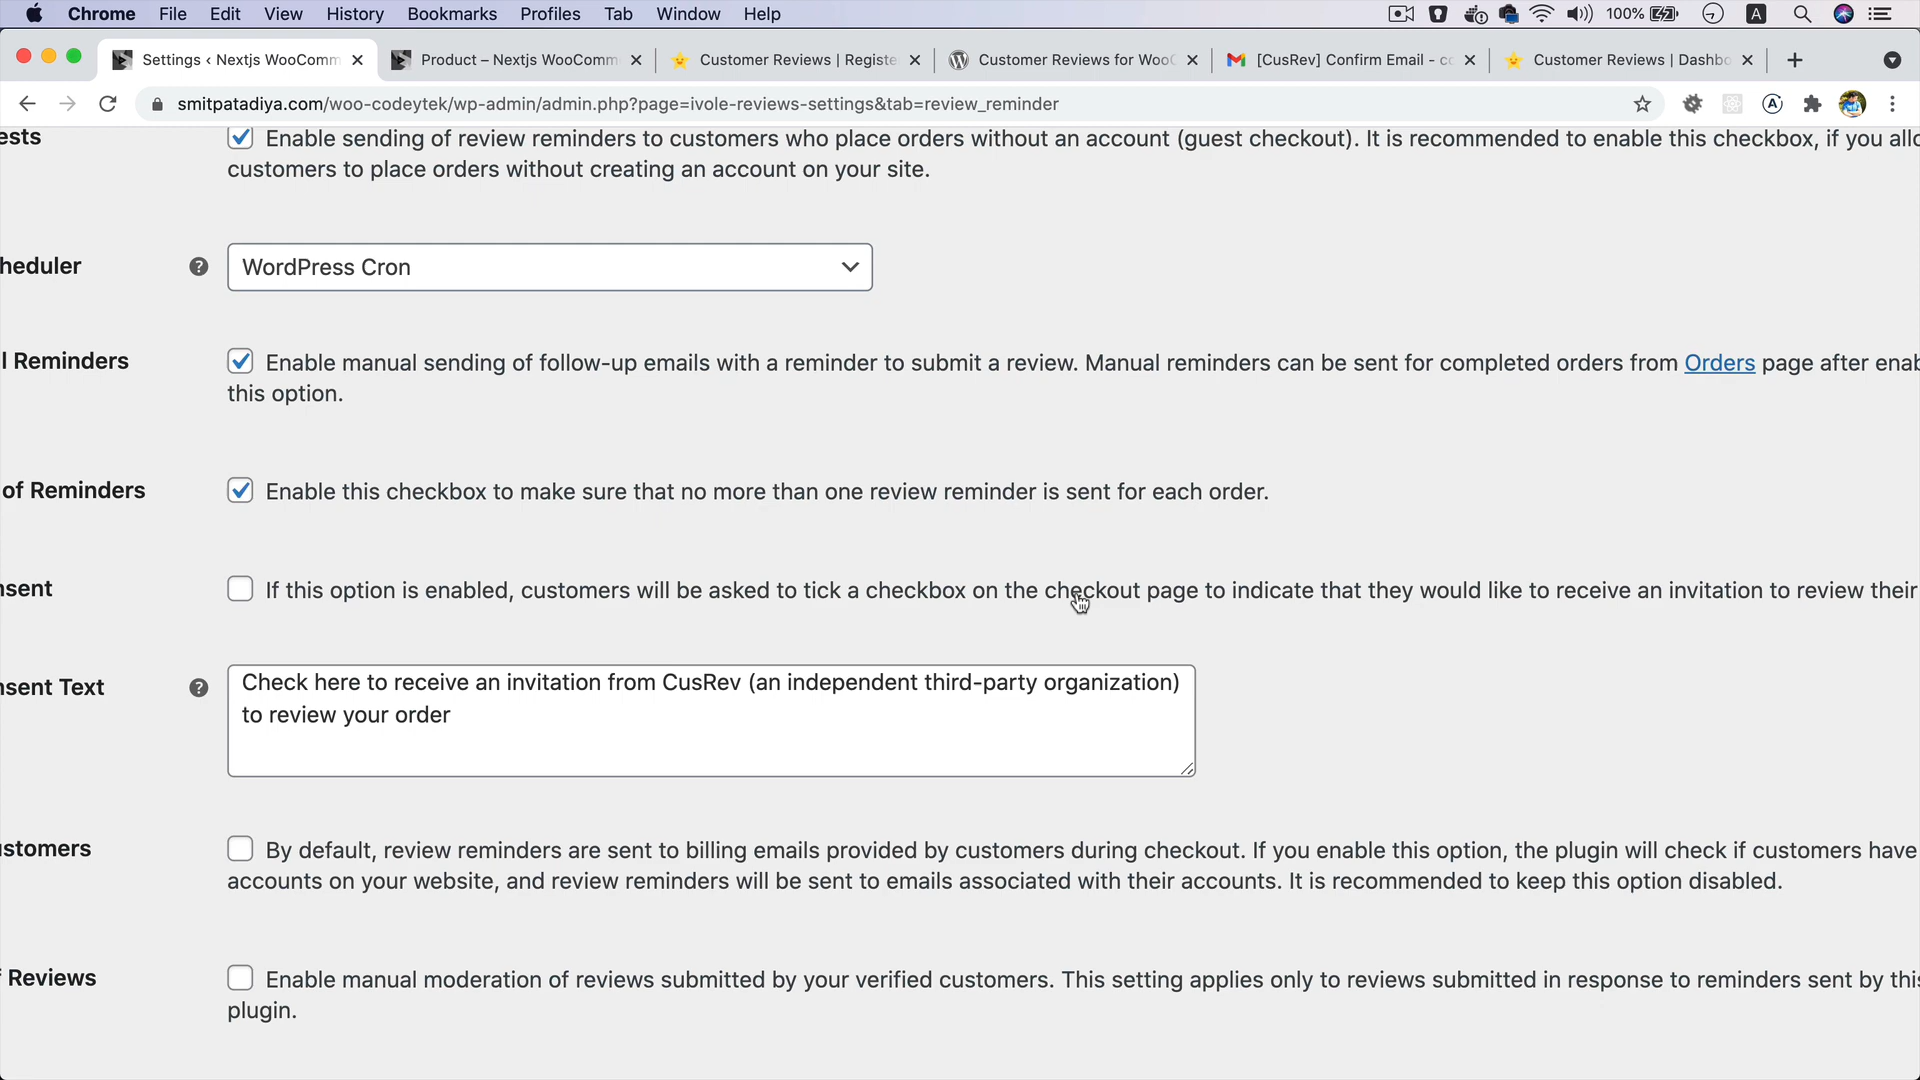 Chrome File Edit View History Bookmarks Profiles Tab Window Help 100% A
Settings ‹ Nextjs WooComm Product – Nextjs WooComm Customer Reviews | Registe Customer Reviews for WooC [CusRev] Confirm Email - co Customer Reviews | Dashbo
smitpatadiya.com/woo-codeytek/wp-admin/admin.php?page=ivole-reviews-settings&tab=review_reminder
ests Enable sending of review reminders to customers who place orders without an account (guest checkout). It is recommended to enable this checkbox, if you allo
customers to place orders without creating an account on your site.
heduler ? WordPress Cron
l Reminders Enable manual sending of follow-up emails with a reminder to submit a review. Manual reminders can be sent for completed orders from Orders page after enab
this option.
of Reminders Enable this checkbox to make sure that no more than one review reminder is sent for each order.
nsent If this option is enabled, customers will be asked to tick a checkbox on the checkout page to indicate that they would like to receive an invitation to review their
nsent Text ? Check here to receive an invitation from CusRev (an independent third-party organization)
to review your order
ustomers By default, review reminders are sent to billing emails provided by customers during checkout. If you enable this option, the plugin will check if customers have
accounts on your website, and review reminders will be sent to emails associated with their accounts. It is recommended to keep this option disabled.
f Reviews Enable manual moderation of reviews submitted by your verified customers. This setting applies only to reviews submitted in response to reminders sent by this
plugin.